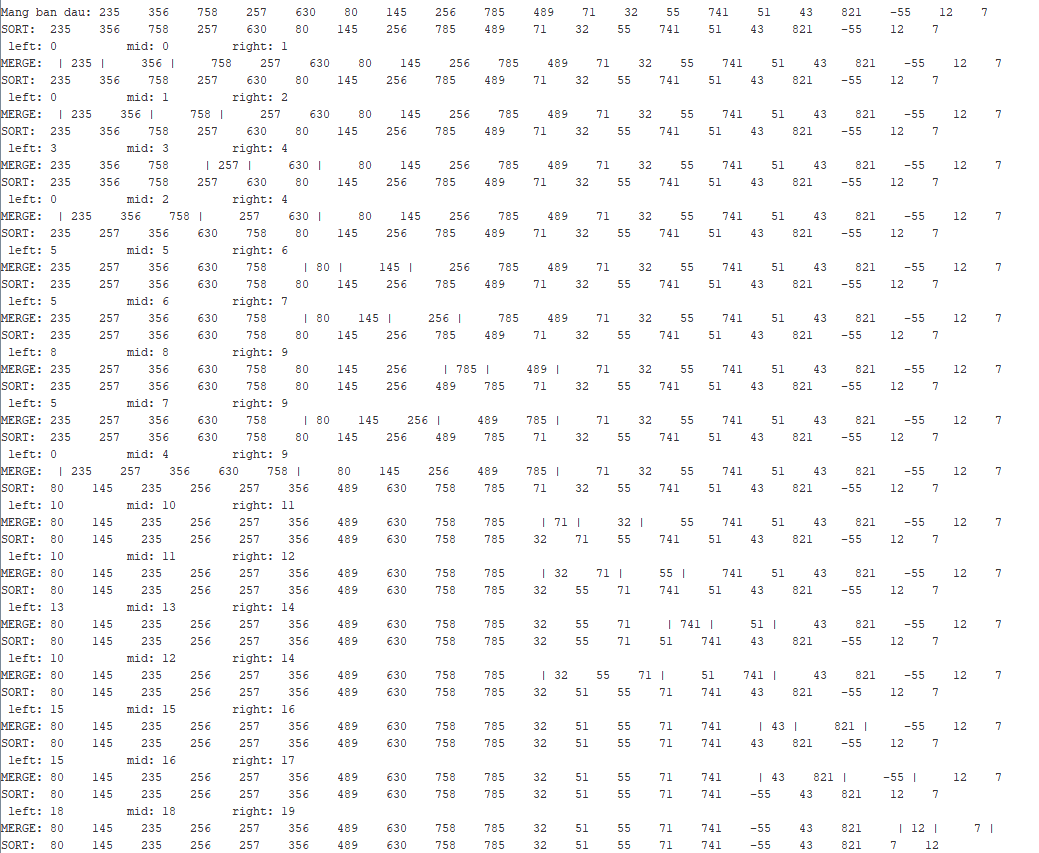 Mang ban dau: 235 356 758 257 630 80 145 256 785 489 71 32 55 741 51 43 821 -55 12 7
SORT: 235 356 758 257 630 80 145 256 785 489 71 32 55 741 51 43 821 -55 12 7
left: 0 mid: 0 right: 1
MERGE: | 235 | 356 | 758 257 630 80 145 256 785 489 71 32 55 741 51 43 821 -55 12 7
SORT: 235 356 758 257 630 80 145 256 785 489 71 32 55 741 51 43 821 -55 12 7
left: 0 mid: 1 right: 2
MERGE: | 235 356 | 758 | 257 630 80 145 256 785 489 71 32 55 741 51 43 821 -55 12 7
SORT: 235 356 758 257 630 80 145 256 785 489 71 32 55 741 51 43 821 -55 12 7
left: 3 mid: 3 right: 4
MERGE: 235 356 758 | 257 | 630 | 80 145 256 785 489 71 32 55 741 51 43 821 -55 12 7
SORT: 235 356 758 257 630 80 145 256 785 489 71 32 55 741 51 43 821 -55 12 7
left: 0 mid: 2 right: 4
MERGE: | 235 356 758 | 257 630 | 80 145 256 785 489 71 32 55 741 51 43 821 -55 12 7
SORT: 235 257 356 630 758 80 145 256 785 489 71 32 55 741 51 43 821 -55 12 7
left: 5 mid: 5 right: 6
MERGE: 235 257 356 630 758 | 80 | 145 | 256 785 489 71 32 55 741 51 43 821 -55 12 7
SORT: 235 257 356 630 758 80 145 256 785 489 71 32 55 741 51 43 821 -55 12 7
left: 5 mid: 6 right: 7
MERGE: 235 257 356 630 758 | 80 145 | 256 | 785 489 71 32 55 741 51 43 821 -55 12 7
SORT: 235 257 356 630 758 80 145 256 785 489 71 32 55 741 51 43 821 -55 12 7
left: 8 mid: 8 right: 9
MERGE: 235 257 356 630 758 80 145 256 | 785 | 489 | 71 32 55 741 51 43 821 -55 12 7
SORT: 235 257 356 630 758 80 145 256 489 785 71 32 55 741 51 43 821 -55 12 7
left: 5 mid: 7 right: 9
MERGE: 235 257 356 630 758 | 80 145 256 | 489 785 | 71 32 55 741 51 43 821 -55 12 7
SORT: 235 257 356 630 758 80 145 256 489 785 71 32 55 741 51 43 821 -55 12 7
left: 0 mid: 4 right: 9
MERGE: | 235 257 356 630 758 | 80 145 256 489 785 | 71 32 55 741 51 43 821 -55 12 7
SORT: 80 145 235 256 257 356 489 630 758 785 71 32 55 741 51 43 821 -55 12 7
left: 10 mid: 10 right: 11
MERGE: 80 145 235 256 257 356 489 630 758 785 | 71 | 32 | 55 741 51 43 821 -55 12 7
SORT: 80 145 235 256 257 356 489 630 758 785 32 71 55 741 51 43 821 -55 12 7
left: 10 mid: 11 right: 12
MERGE: 80 145 235 256 257 356 489 630 758 785 | 32 71 | 55 | 741 51 43 821 -55 12 7
SORT: 80 145 235 256 257 356 489 630 758 785 32 55 71 741 51 43 821 -55 12 7
left: 13 mid: 13 right: 14
MERGE: 80 145 235 256 257 356 489 630 758 785 32 55 71 | 741 | 51 | 43 821 -55 12 7
SORT: 80 145 235 256 257 356 489 630 758 785 32 55 71 51 741 43 821 -55 12 7
left: 10 mid: 12 right: 14
MERGE: 80 145 235 256 257 356 489 630 758 785 | 32 55 71 | 51 741 | 43 821 -55 12 7
SORT: 80 145 235 256 257 356 489 630 758 785 32 51 55 71 741 43 821 -55 12 7
left: 15 mid: 15 right: 16
MERGE: 80 145 235 256 257 356 489 630 758 785 32 51 55 71 741 | 43 | 821 | -55 12 7
SORT: 80 145 235 256 257 356 489 630 758 785 32 51 55 71 741 43 821 -55 12 7
left: 15 mid: 16 right: 17
MERGE: 80 145 235 256 257 356 489 630 758 785 32 51 55 71 741 | 43 821 | -55 | 12 7
SORT: 80 145 235 256 257 356 489 630 758 785 32 51 55 71 741 -55 43 821 12 7
left: 18 mid: 18 right: 19
MERGE: 80 145 235 256 257 356 489 630 758 785 32 51 55 71 741 -55 43 821 | 12 | 7 |
SORT: 80 145 235 256 257 356 489 630 758 785 32 51 55 71 741 -55 43 821 7 12